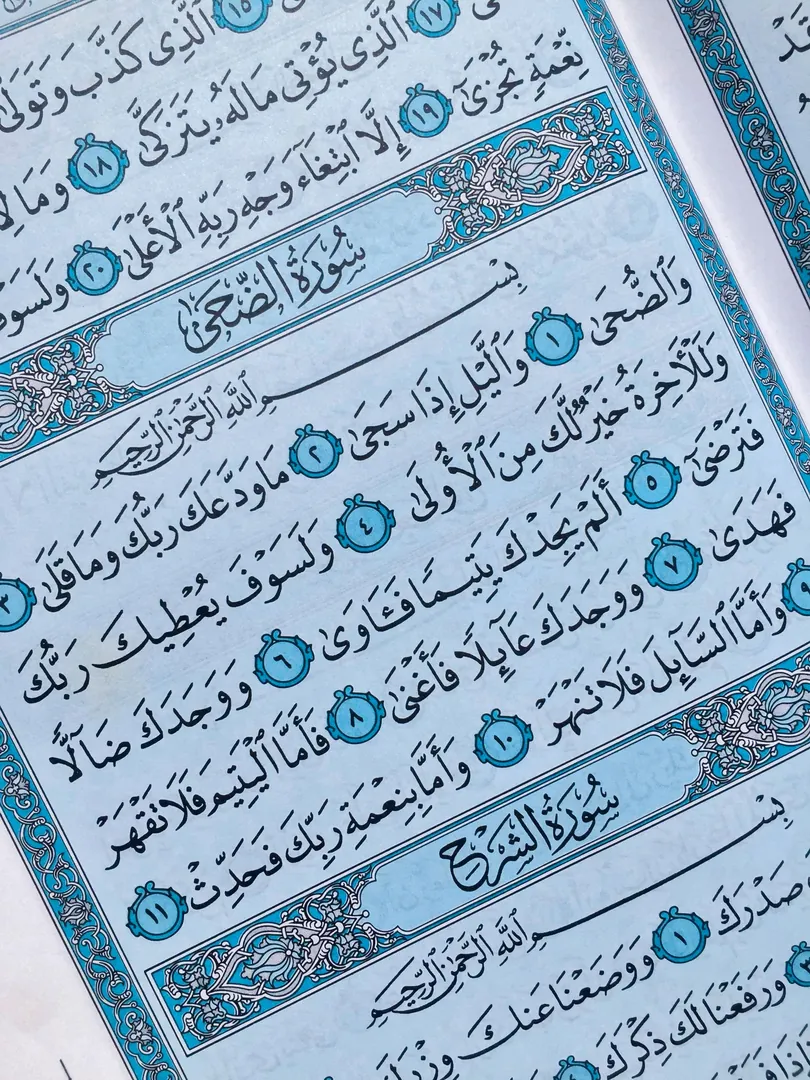 ١٥ ٱلَّذِى كَذَّبَ وَتَوَلَّىٰ
١٧ ٱلَّذِى يُؤْتِى مَالَهُۥ يَتَزَكَّىٰ ١٨ وَمَا
نِّعْمَةٍ تُجْزَىٰٓ ١٩ إِلَّا ٱبْتِغَآءَ وَجْهِ رَبِّهِ ٱلْأَعْلَىٰ ٢٠ وَلَسَوْفَ
سُورَةُ الضُّحَىٰ
بِسْمِ ٱللَّهِ ٱلرَّحْمَٰنِ ٱلرَّحِيمِ
وَٱلضُّحَىٰ ١ وَٱلَّيْلِ إِذَا سَجَىٰ ٢ مَا وَدَّعَكَ رَبُّكَ وَمَا قَلَىٰ ٣
وَلَلْءَاخِرَةُ خَيْرٌ لَّكَ مِنَ ٱلْأُولَىٰ ٤ وَلَسَوْفَ يُعْطِيكَ رَبُّكَ
فَتَرْضَىٰٓ ٥ أَلَمْ يَجِدْكَ يَتِيمًا فَـَٔاوَىٰ ٦ وَوَجَدَكَ ضَآلًّا
فَهَدَىٰ ٧ وَوَجَدَكَ عَآئِلًا فَأَغْنَىٰ ٨ فَأَمَّا ٱلْيَتِيمَ فَلَا تَقْهَرْ
٩ وَأَمَّا ٱلسَّآئِلَ فَلَا تَنْهَرْ ١٠ وَأَمَّا بِنِعْمَةِ رَبِّكَ فَحَدِّثْ ١١
سُورَةُ الشَّرْحِ
بِسْمِ ٱللَّهِ ٱلرَّحْمَٰنِ ٱلرَّحِيمِ
صَدْرَكَ ١ وَوَضَعْنَا عَنكَ وِزْرَكَ
٣ وَرَفَعْنَا لَكَ ذِكْرَكَ ٤